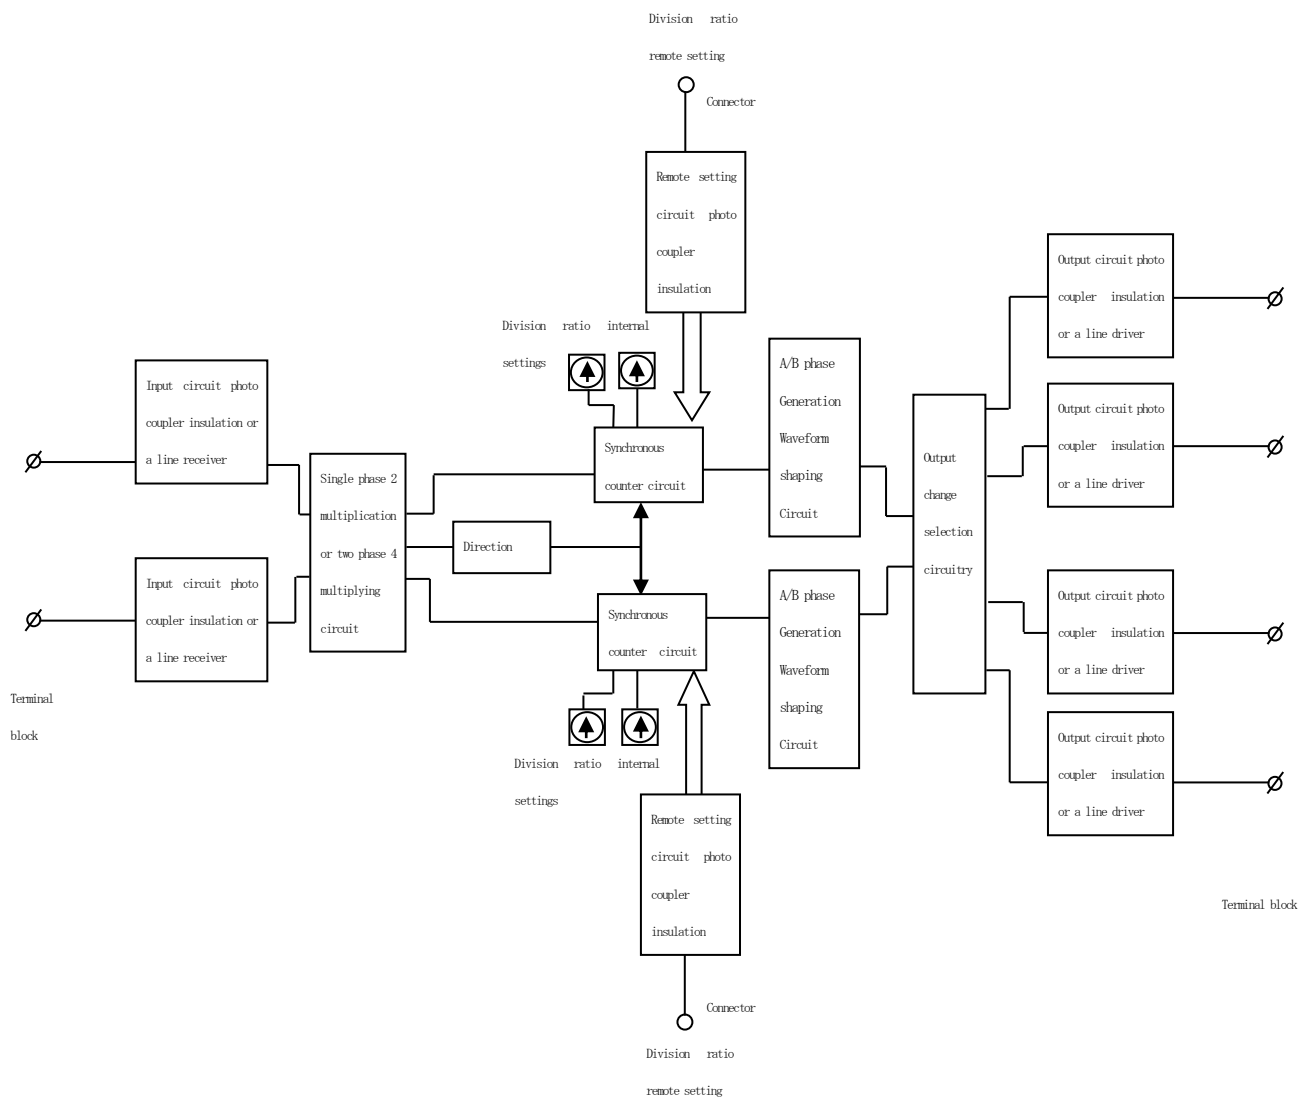 Division ratio
remote setting
Connector
Remote setting
circuit photo
coupler
insulation
Division ratio internal
settings
Input circuit photo
coupler insulation or
a line receiver
Input circuit photo
coupler insulation or
a line receiver
Terminal
block
Single phase 2
multiplication
or two phase 4
multiplying
circuit
Direction
Synchronous
counter circuit
Synchronous
counter circuit
Division ratio internal
settings
Remote setting
circuit photo
coupler
insulation
Connector
Division ratio
remote setting
A/B phase
Generation
Waveform
shaping
Circuit
A/B phase
Generation
Waveform
shaping
Circuit
Output
change
selection
circuitry
Output circuit photo
coupler insulation
or a line driver
Output circuit photo
coupler insulation
or a line driver
Output circuit photo
coupler insulation
or a line driver
Output circuit photo
coupler insulation
or a line driver
Terminal block